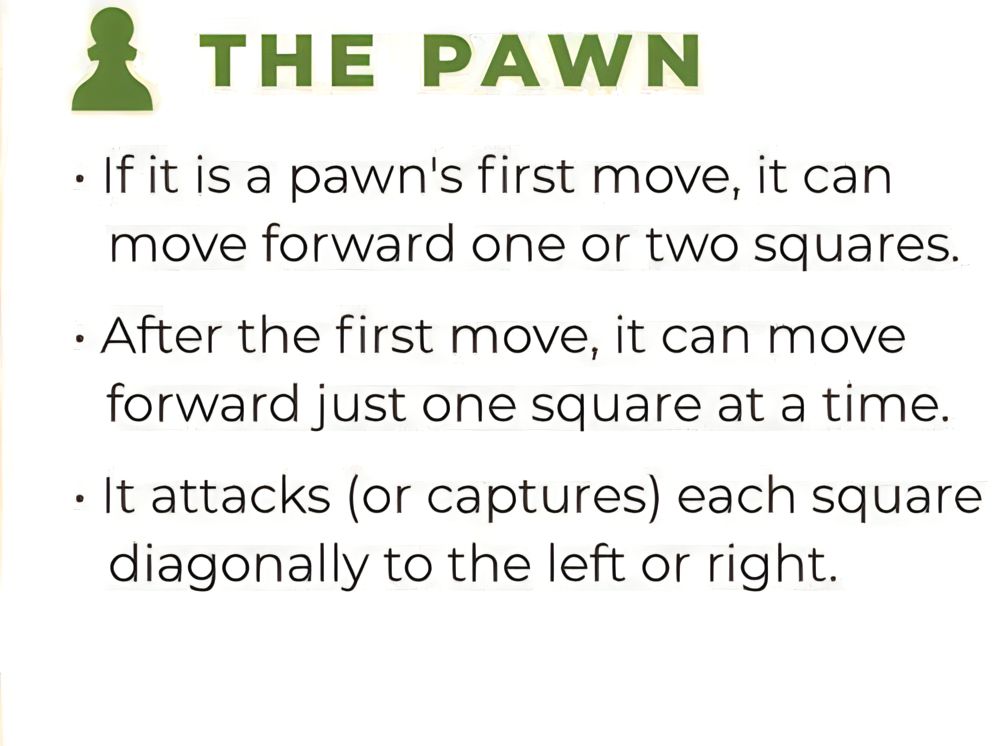 THE PAWN
· If it is a pawn's first move, it can
move forward one or two squares.
· After the first move, it can move
forward just one square at a time.
· It attacks (or captures) each square
diagonally to the left or right.